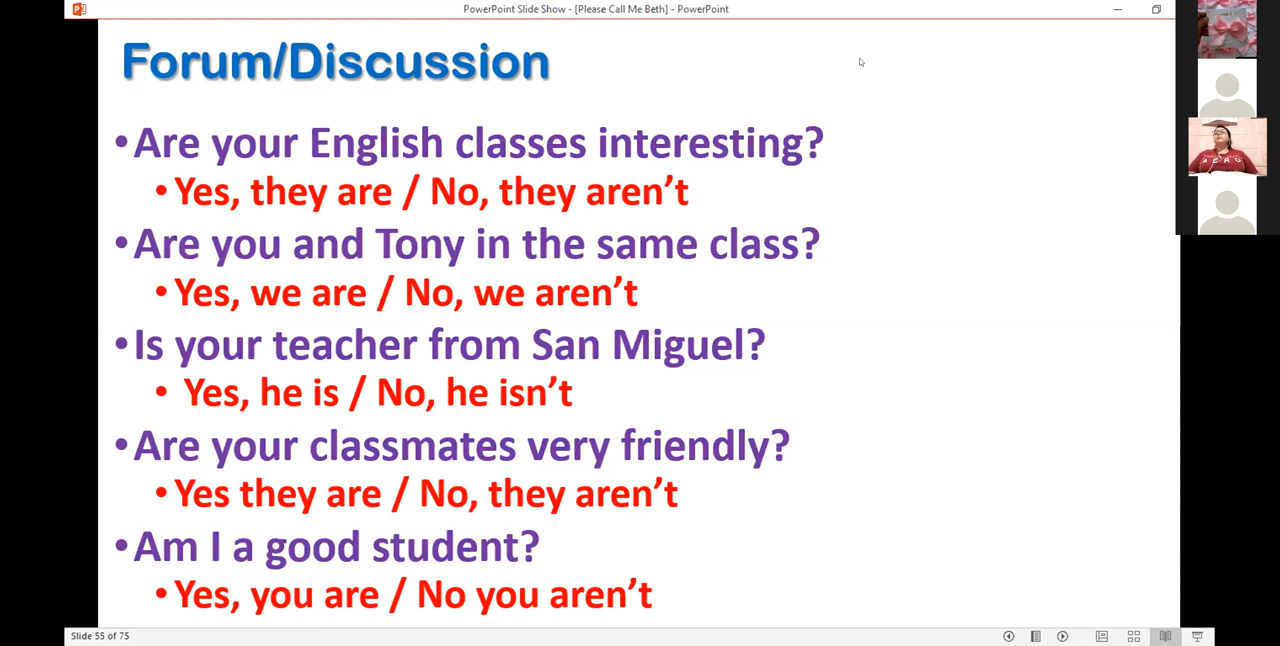 PowerPoint Slide Show - [Please Call Me Beth] - PowerPoint
Forum/Discussion
•Are your English classes interesting?
•Yes, they are / No, they aren't
•Are you and Tony in the same class?
•Yes, we are / No, we aren't
•Is your teacher from San Miguel?
• Yes, he is / No, he isn't
•Are your classmates very friendly?
•Yes they are / No, they aren't
•Am I a good student?
•Yes, you are / No you aren't
Slide 55 of 75